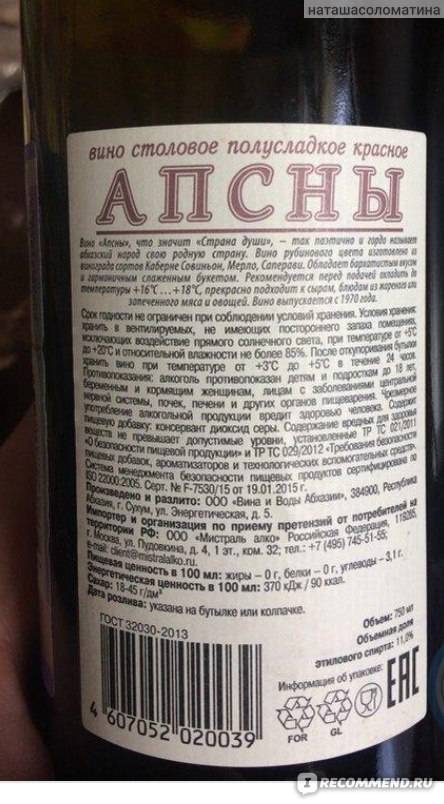 наташасоломатина
вино столовое полусладкое красное
АПСНЫ
Вина «Апсны», что значит «Страна души», – так поэтично и гордо называет
абхазский народ свою родную страну. Вино рубинового цвета изготовлено из
винограда сортов Каберне Совиньон, Мерло, Саперави. Обладает бархатистым вкусом
и гармоничным слаженным букетом. Рекомендуется перед подачей охладить до
температуры +16°С ...+18°С, прекрасно подходит к сырам, блюдам из жареного или
запеченного мяса и овощей. Вино выпускается с 1970 года.
Срок годности не ограничен при соблюдении условий хранения. Условия хранения:
хранить в вентилируемых, не имеющих постороннего запаха помещениях,
исключающих воздействие прямого солнечного света, при температуре от +5°С
до +20°С и относительной влажности не более 85%. После откупоривания бутылки
хранить вино при температуре от +3°С до +5°С в течение 24 часов.
Противопоказания: алкоголь противопоказан детям и подросткам до 18 лет,
беременным и кормящим женщинам, лицам с заболеваниями центральной
нервной системы, почек, печени и других органов пищеварения. Чрезмерное
употребление алкогольной продукции вредит здоровью человека. Содержит
пищевую добавку: консервант диоксид серы. Содержание вредных для здоровья
веществ не превышает допустимые уровни, установленные ТР ТС 021/2011
«О безопасности пищевой продукции» и ТР ТС 029/2012 «Требования безопасности
пищевых добавок, ароматизаторов и технологических вспомогательных средств».
Система менеджмента безопасности пищевых продуктов сертифицирована по
ISO 22000:2005. Серт. № F-7530/15 от 19.01.2015 г.
Произведено и разлито: ООО «Вина и Воды Абхазии», 384900, Республика
Абхазия, г. Сухум, ул. Энергетическая, д. 5.
Импортер и организация по приему претензий от потребителей на
территории РФ: ООО «Мистраль алко» Российская Федерация, 116285,
г. Москва, ул. Пудовкина, д. 4, 1 эт., ком. 32; тел.: +7 (495) 745-51-55;
e-mail: client@mistralalko.ru.
Пищевая ценность в 100 мл: жиры – 0 г, белки – 0 г, углеводы – 3,1 г.
Энергетическая ценность в 100 мл: 370 кДж / 90 ккал.
Сахар: 18-45 г/дм³
Дата розлива: указана на бутылке или колпачке.
ГОСТ 32030-2013
Объем: 750 мл
Объемная доля
этилового спирта: 11,0%
Информация об упаковке:
FOR GL
EAC
4 607052 020039
I RECOMMEND.RU